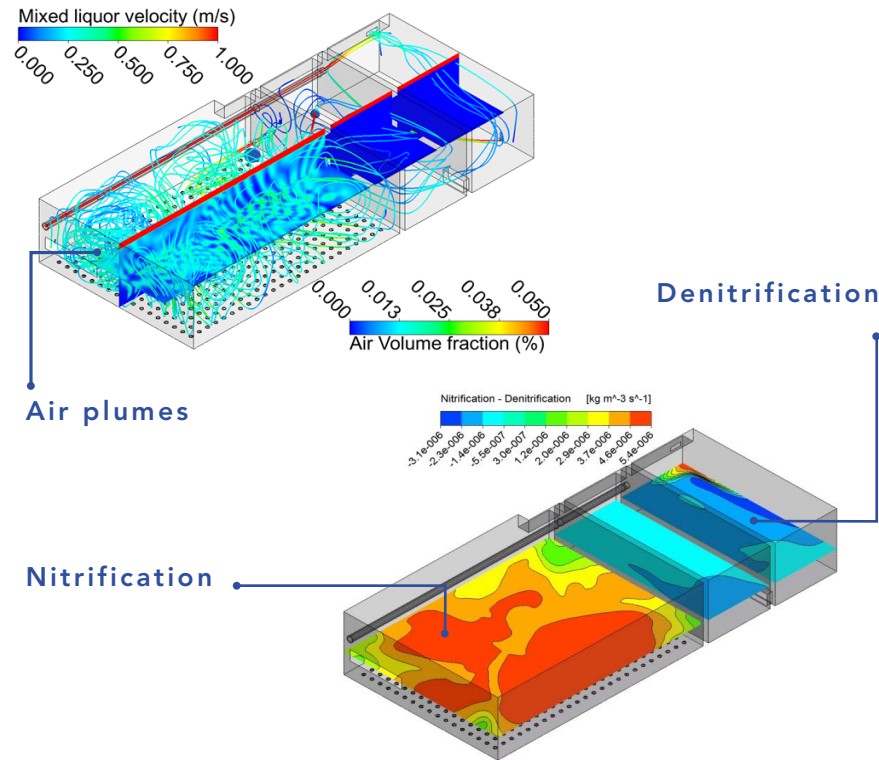 Mixed liquor velocity (m/s)
0.000 0.250 0.500 0.750 1.000
0.000 0.013 0.025 0.038 0.050
Air Volume fraction (%)
Denitrification
Air plumes
Nitrification - Denitrification [kg m^-3 s^-1]
-3.1e-006 -2.3e-006 -1.4e-006 -5.5e-007 3.0e-007 1.2e-006 2.0e-006 2.9e-006 3.7e-006 4.6e-006 5.4e-006
Nitrification